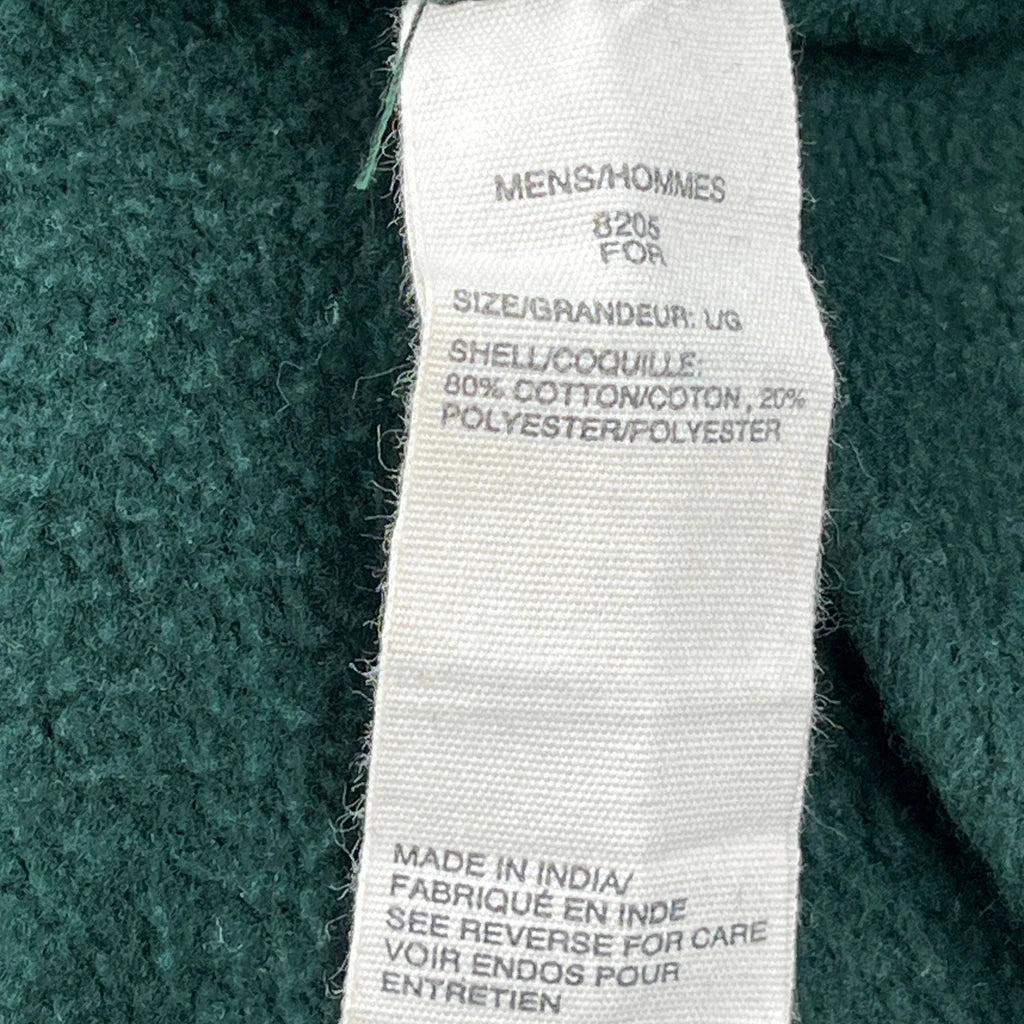 MENS/HOMMES
8205
FOR
SIZE/GRANDEUR: L/G
SHELL/COQUILLE:
80% COTTON/COTON, 20%
POLYESTER/POLYESTER
MADE IN INDIA/
FABRIQUÉ EN INDE
SEE REVERSE FOR CARE
VOIR ENDOS POUR
ENTRETIEN